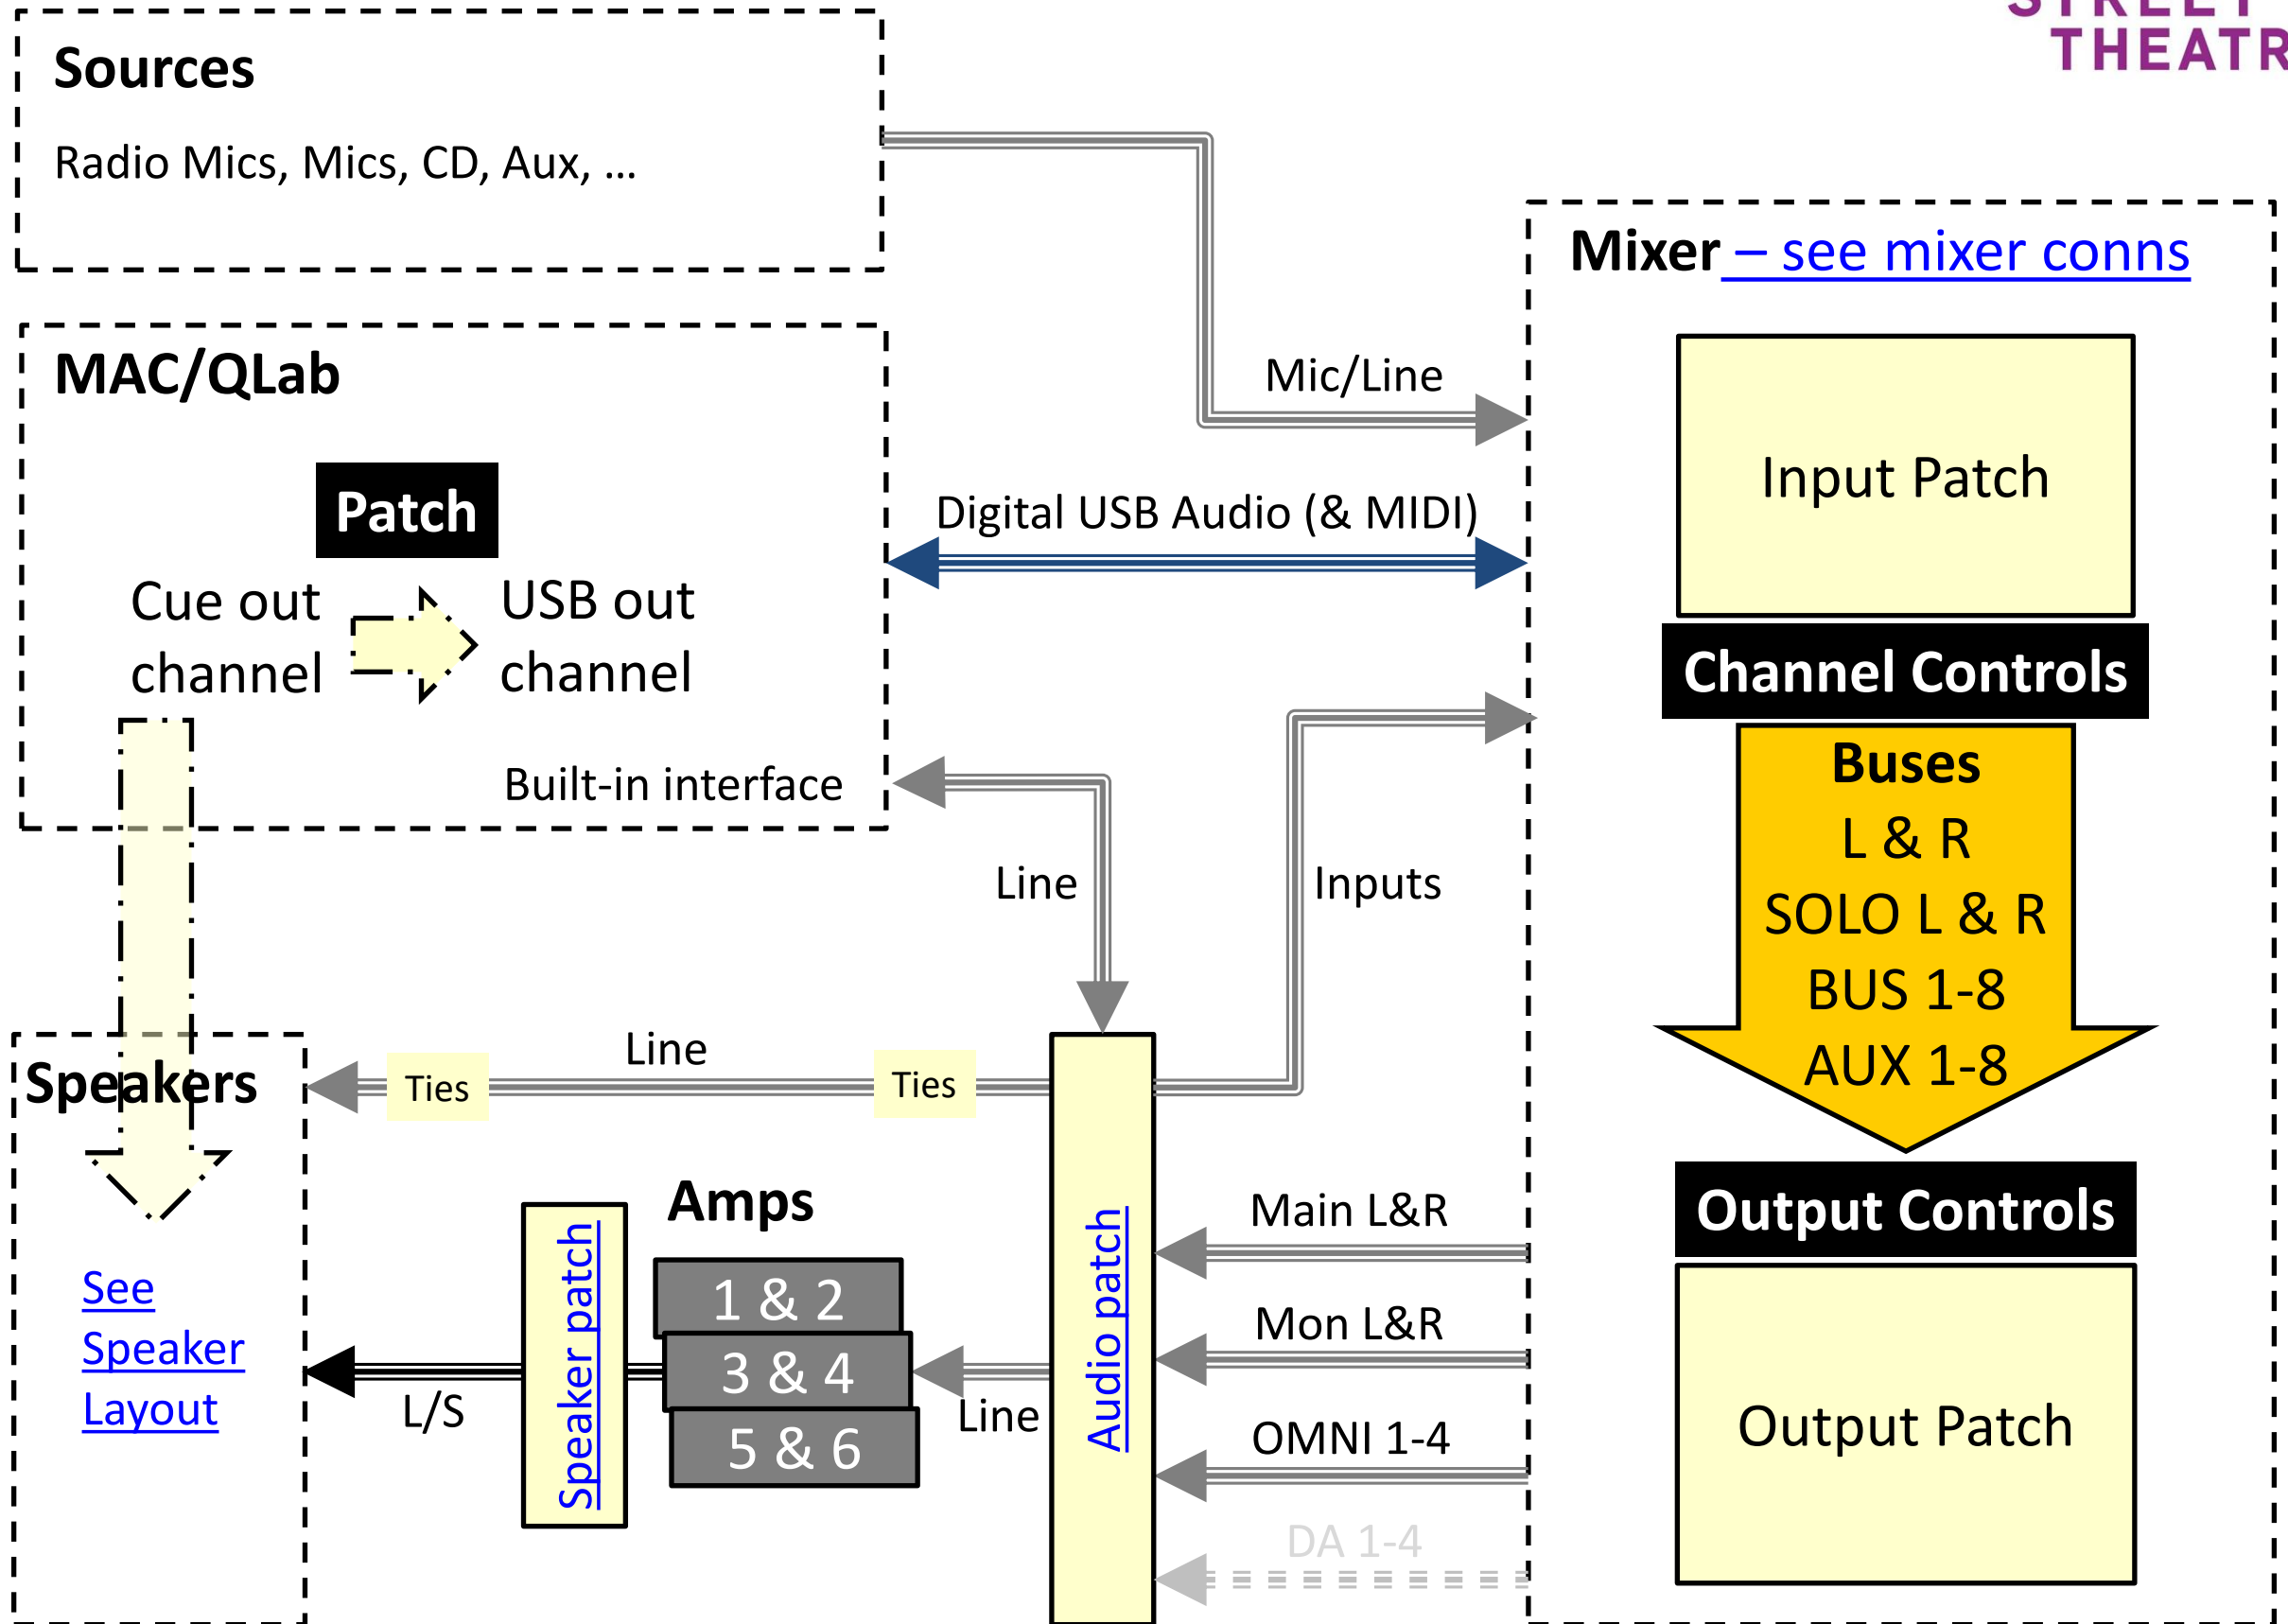 THEATR
Sources
Radio Mics, Mics, CD, Aux, ...
Mixer – see mixer conns
MAC/QLab
Mic/Line
Input Patch
Patch
Digital USB Audio (& MIDI)
Cue out
channel
USB out
channel
Channel Controls
Built-in interface
Buses
L & R
SOLO L & R
BUS 1-8
AUX 1-8
Line
Inputs
Line
Speakers
Ties
Ties
Amps
Main L&R
Output Controls
See
Speaker
Layout
Speaker patch
1 & 2
3 & 4
5 & 6
Audio patch
Mon L&R
L/S
Line
OMNI 1-4
Output Patch
DA 1-4